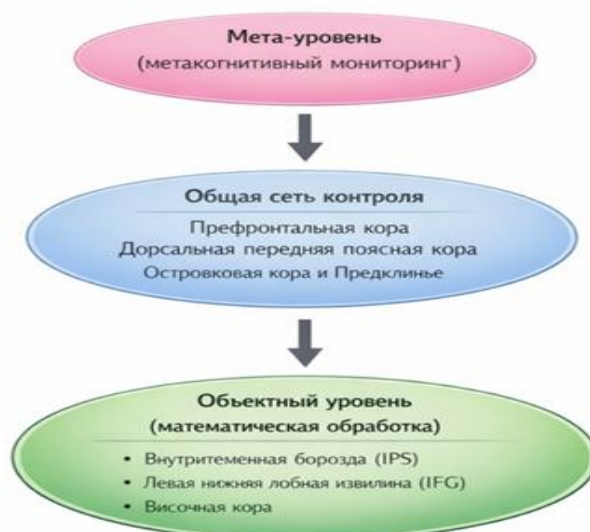 Мета-уровень
(метакогнитивный мониторинг)
Общая сеть контроля
Префронтальная кора
Дорсальная передняя поясная кора
Островковая кора и Предклинье
Обьектный уровень
(математическая обработка)
• Внутритеменная борозда (IPS)
• Левая нижняя лобная извилина (IFG)
• Височная кора